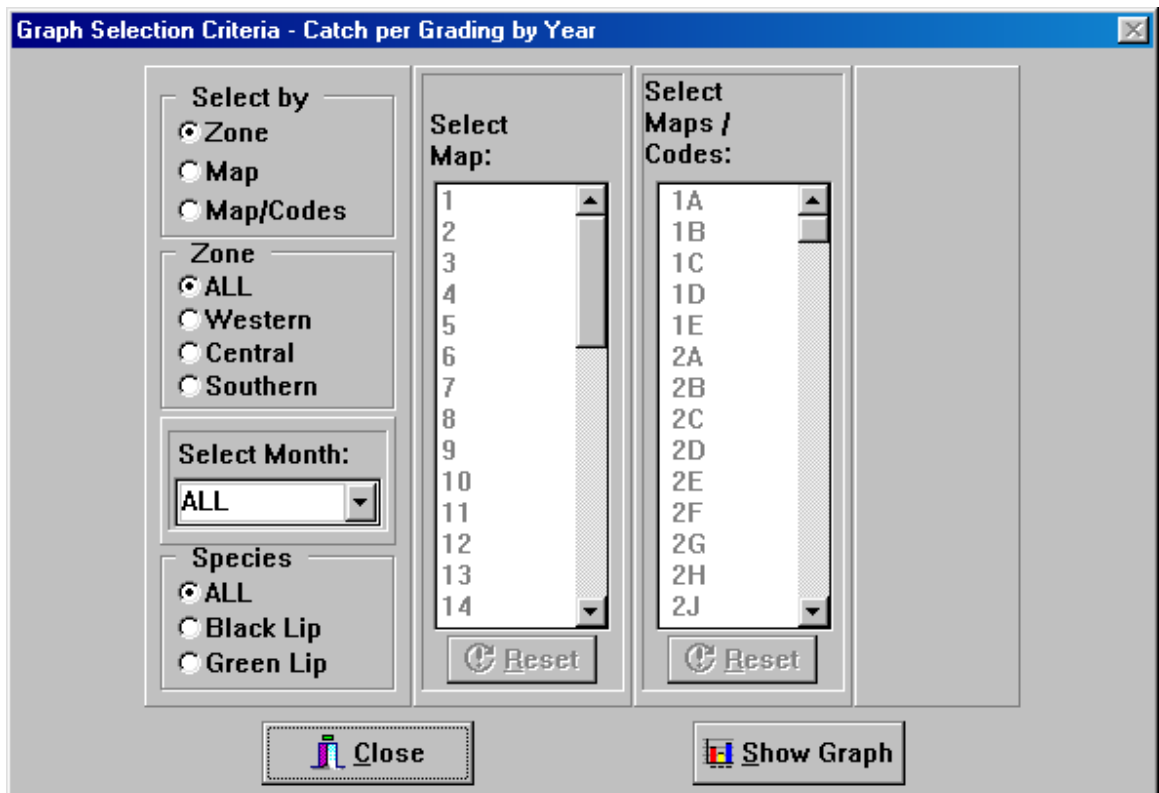 Graph Selection Criteria - Catch per Grading by Year
Select by
Zone
Map
Map/Codes
Zone
ALL
Western
Central
Southern
Select Month:
ALL
Species
ALL
Black Lip
Green Lip
Select
Map:
1
2
3
4
5
6
7
8
9
10
11
12
13
14
Reset
Select
Maps /
Codes:
1A
1B
1C
1D
1E
2A
2B
2C
2D
2E
2F
2G
2H
2J
Reset
Close
Show Graph